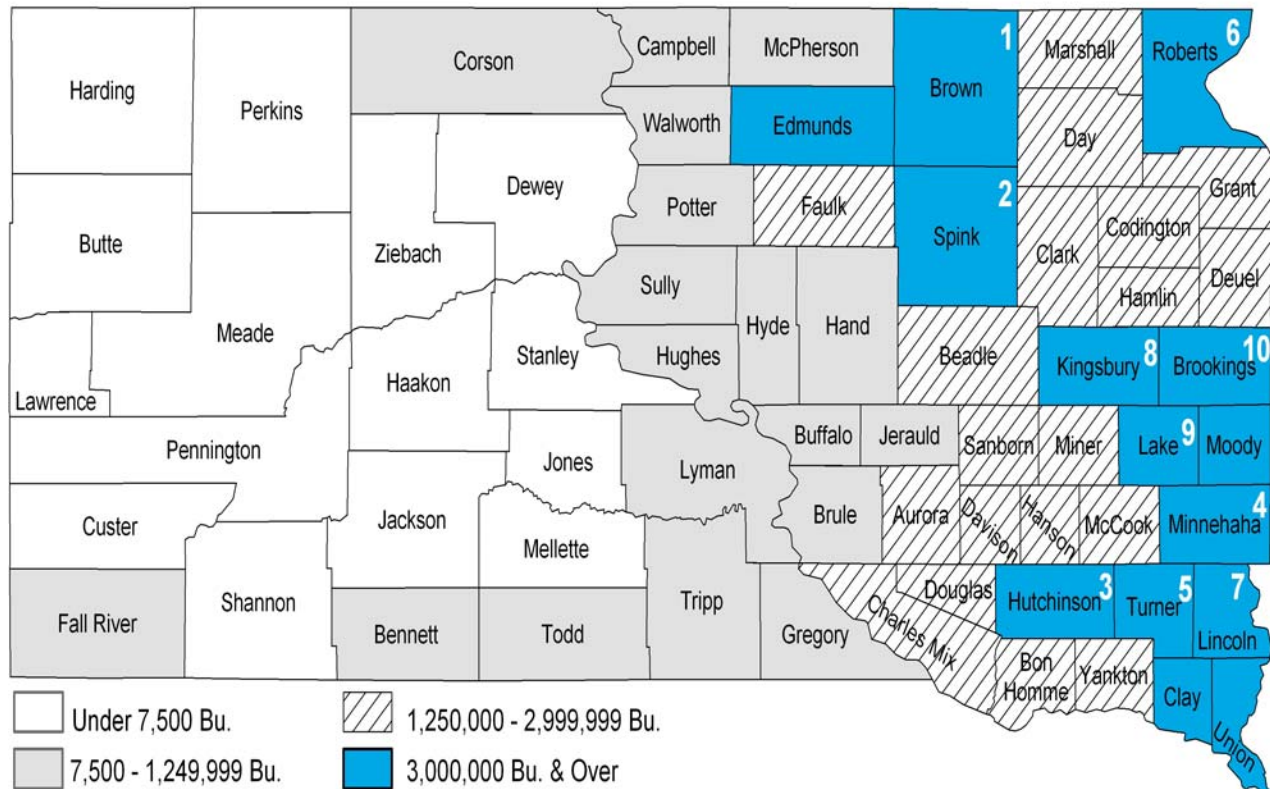 Harding
Perkins
Corson
Campbell
McPherson
1
Brown
Marshall
6
Roberts
Walworth
Edmunds
Day
Butte
Dewey
Ziebach
Potter
Faulk
2
Spink
Clark
Codington
Grant
Hamlin
Deuel
Meade
Sully
Hyde
Hand
Hughes
Stanley
Haakon
Beadle
Kingsbury 8
Brookings 10
Lawrence
Pennington
Jones
Lyman
Buffalo
Jerauld
Sanborn
Miner
Lake 9
Moody
Custer
Jackson
Mellette
Brule
Aurora
Davison
Hanson
McCook
4
Minnehaha
Fall River
Shannon
Bennett
Todd
Tripp
Gregory
Charles Mix
Douglas
Hutchinson 3
Turner 5
7
Lincoln
Bon
Homme
Yankton
Clay
Union
Under 7,500 Bu.
7,500 - 1,249,999 Bu.
1,250,000 - 2,999,999 Bu.
3,000,000 Bu. & Over